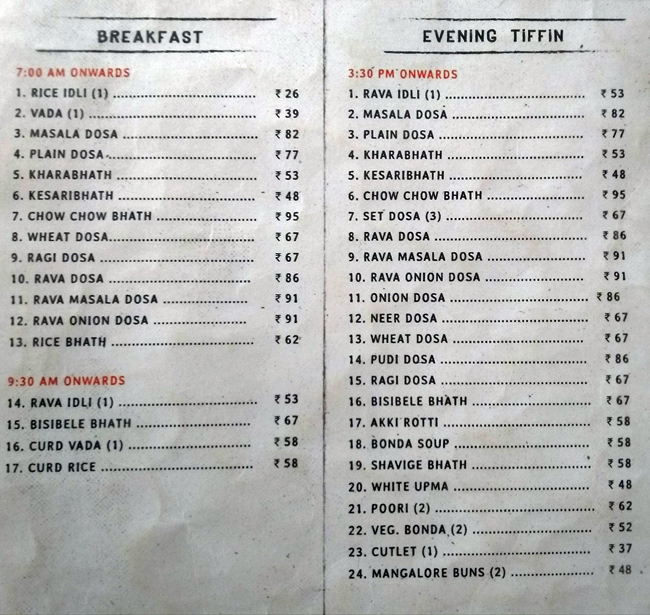 BREAKFAST
7:00 AM ONWARDS
1. RICE IDLI (1) ₹ 26
2. VADA (1) ₹ 39
3. MASALA DOSA ₹ 82
4. PLAIN DOSA ₹ 77
5. KHARABHATH ₹ 53
6. KESARIBHATH ₹ 48
7. CHOW CHOW BHATH ₹ 95
8. WHEAT DOSA ₹ 67
9. RAGI DOSA ₹ 67
10. RAVA DOSA ₹ 86
11. RAVA MASALA DOSA ₹ 91
12. RAVA ONION DOSA ₹ 91
13. RICE BHATH ₹ 62
9:30 AM ONWARDS
14. RAVA IDLI (1) ₹ 53
15. BISIBELE BHATH ₹ 67
16. CURD VADA (1) ₹ 58
17. CURD RICE ₹ 58
EVENING TIFFIN
3:30 PM ONWARDS
1. RAVA IDLI (1) ₹ 53
2. MASALA DOSA ₹ 82
3. PLAIN DOSA ₹ 77
4. KHARBHATH ₹ 53
5. KESARIBHATH ₹ 48
6. CHOW CHOW BHATH ₹ 95
7. SET DOSA (3) ₹ 67
8. RAVA DOSA ₹ 86
9. RAVA MASALA DOSA ₹ 91
10. RAVA ONION DOSA ₹ 91
11. ONION DOSA ₹ 86
12. NEER DOSA ₹ 67
13. WHEAT DOSA ₹ 67
14. PUDI DOSA ₹ 86
15. RAGI DOSA ₹ 67
16. BISIBELE BHATH ₹ 67
17. AKKI ROTTI ₹ 58
18. BONDA SOUP ₹ 58
19. SHAVIGE BHATH ₹ 58
20. WHITE UPMA ₹ 48
21. POORI (2) ₹ 62
22. VEG. BONDA (2) ₹ 52
23. CUTLET (1) ₹ 37
24. MANGALORE BUNS (2) ₹ 48